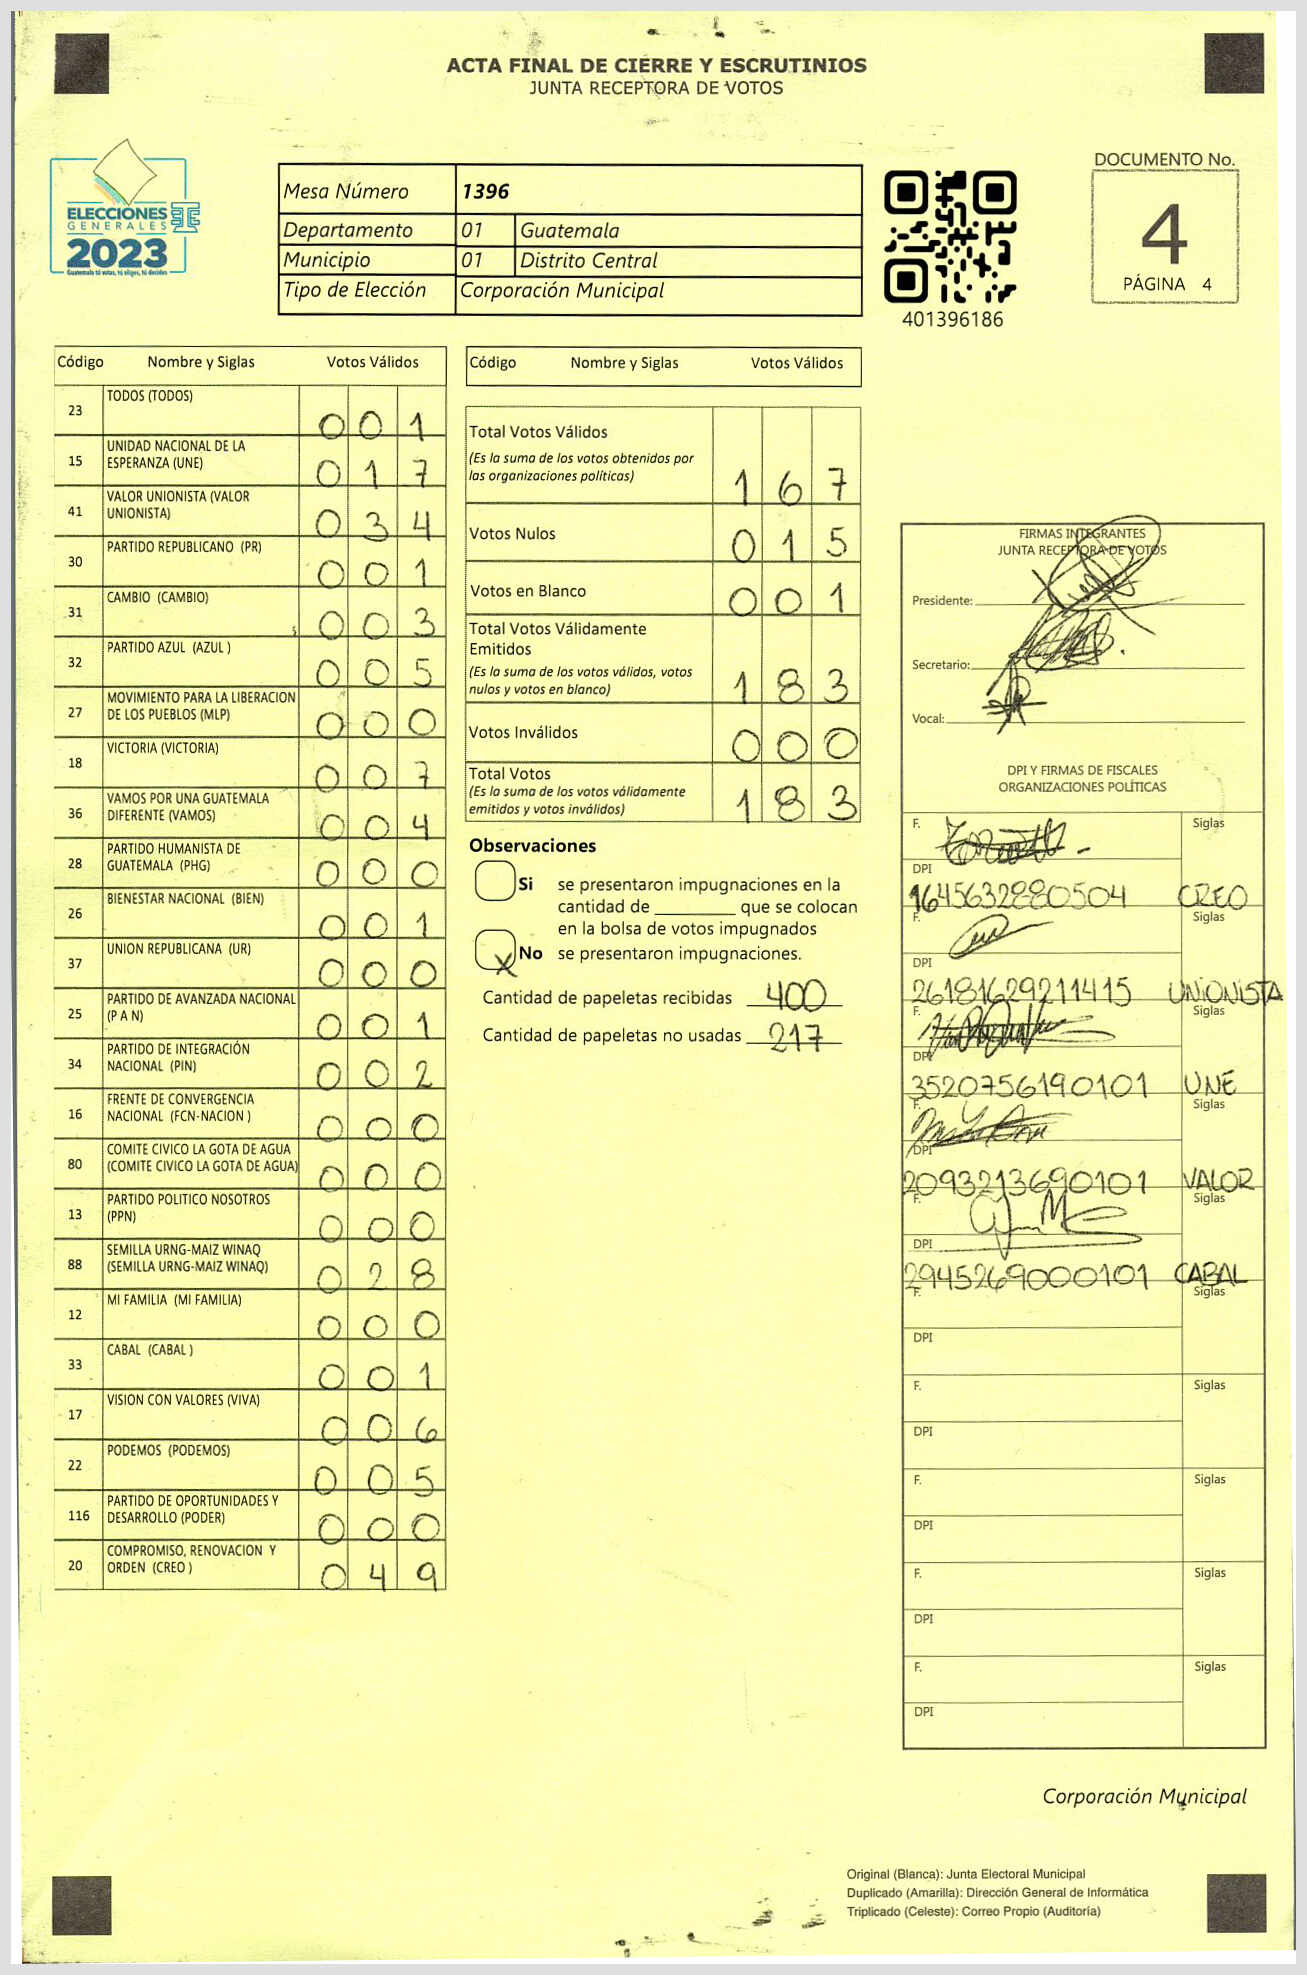 ACTA FINAL DE CIERRE Y ESCRUTINIOS
JUNTA RECEPTORA DE VOTOS
ELECCIONES
GENERALES
2023
Guatemala tú votas, tú eliges, tú decides
Mesa Número 1396
Departamento 01 Guatemala
Municipio 01 Distrito Central
Tipo de Elección Corporación Municipal
401396186
DOCUMENTO No.
4
PÁGINA 4
Código Nombre y Siglas Votos Válidos
23 TODOS (TODOS) 0 0 1
15 UNIDAD NACIONAL DE LA
ESPERANZA (UNE) 0 1 7
41 VALOR UNIONISTA (VALOR
UNIONISTA) 0 3 4
30 PARTIDO REPUBLICANO (PR) 0 0 1
31 CAMBIO (CAMBIO) 0 0 3
32 PARTIDO AZUL (AZUL ) 0 0 5
27 MOVIMIENTO PARA LA LIBERACION
DE LOS PUEBLOS (MLP) 0 0 0
18 VICTORIA (VICTORIA) 0 0 7
36 VAMOS POR UNA GUATEMALA
DIFERENTE (VAMOS) 0 0 4
28 PARTIDO HUMANISTA DE
GUATEMALA (PHG) 0 0 0
26 BIENESTAR NACIONAL (BIEN) 0 0 1
37 UNION REPUBLICANA (UR) 0 0 0
25 PARTIDO DE AVANZADA NACIONAL
(P A N) 0 0 1
34 PARTIDO DE INTEGRACIÓN
NACIONAL (PIN) 0 0 2
16 FRENTE DE CONVERGENCIA
NACIONAL (FCN-NACION ) 0 0 0
80 COMITE CIVICO LA GOTA DE AGUA
(COMITE CIVICO LA GOTA DE AGUA) 0 0 0
13 PARTIDO POLITICO NOSOTROS
(PPN) 0 0 0
88 SEMILLA URNG-MAIZ WINAQ
(SEMILLA URNG-MAIZ WINAQ) 0 2 8
12 MI FAMILIA (MI FAMILIA) 0 0 0
33 CABAL (CABAL ) 0 0 1
17 VISION CON VALORES (VIVA) 0 0 6
22 PODEMOS (PODEMOS) 0 0 5
116 PARTIDO DE OPORTUNIDADES Y
DESARROLLO (PODER) 0 0 0
20 COMPROMISO, RENOVACION Y
ORDEN (CREO ) 0 4 9
Código Nombre y Siglas Votos Válidos
Total Votos Válidos
(Es la suma de los votos obtenidos por
las organizaciones políticas) 1 6 7
Votos Nulos 0 1 5
Votos en Blanco 0 0 1
Total Votos Válidamente
Emitidos
(Es la suma de los votos válidos, votos
nulos y votos en blanco) 1 8 3
Votos Inválidos 0 0 0
Total Votos
(Es la suma de los votos válidamente
emitidos y votos inválidos) 1 8 3
Observaciones
Si se presentaron impugnaciones en la
cantidad de ________ que se colocan
en la bolsa de votos impugnados
X No se presentaron impugnaciones.
Cantidad de papeletas recibidas 400
Cantidad de papeletas no usadas 217
FIRMAS INTEGRANTES
JUNTA RECEPTORA DE VOTOS
Presidente:
Secretario:
Vocal:
DPI Y FIRMAS DE FISCALES
ORGANIZACIONES POLÍTICAS
F. Siglas
DPI
1645632880504 CREO
F. Siglas
DPI
2618162921415 UNIONISTA
F. Siglas
DPI
3520756190101 UNE
F. Siglas
DPI
2093213690101 VALOR
F. Siglas
DPI
2945269000101 CABAL
F. Siglas
DPI
F. Siglas
DPI
F. Siglas
DPI
F. Siglas
DPI
F. Siglas
DPI
Corporación Municipal
Original (Blanca): Junta Electoral Municipal
Duplicado (Amarilla): Dirección General de Informática
Triplicado (Celeste): Correo Propio (Auditoría)